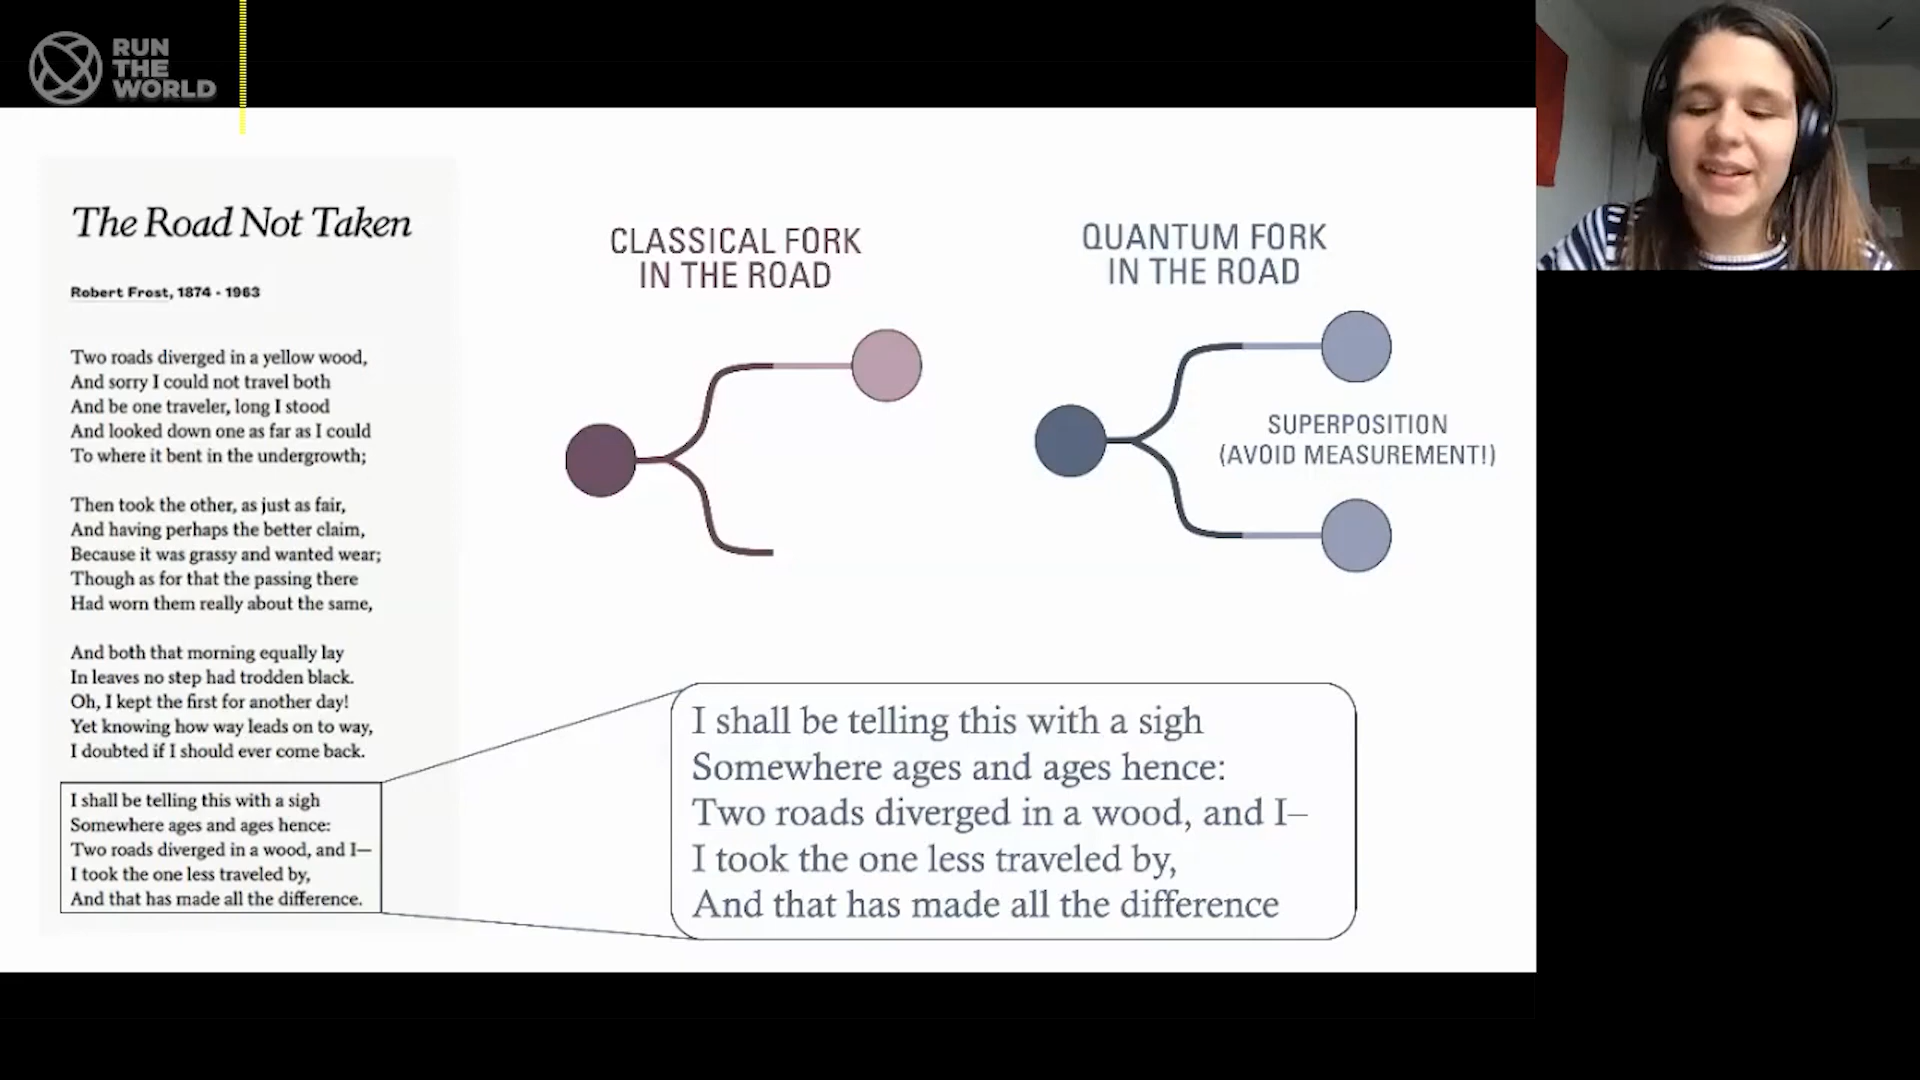 RUN
THE
WORLD
The Road Not Taken
Robert Frost, 1874 - 1963
Two roads diverged in a yellow wood,
And sorry I could not travel both
And be one traveler, long I stood
And looked down one as far as I could
To where it bent in the undergrowth;
Then took the other, as just as fair,
And having perhaps the better claim,
Because it was grassy and wanted wear;
Though as for that the passing there
Had worn them really about the same,
And both that morning equally lay
In leaves no step had trodden black.
Oh, I kept the first for another day!
Yet knowing how way leads on to way,
I doubted if I should ever come back.
I shall be telling this with a sigh
Somewhere ages and ages hence:
Two roads diverged in a wood, and I—
I took the one less traveled by,
And that has made all the difference.
CLASSICAL FORK
IN THE ROAD
QUANTUM FORK
IN THE ROAD
SUPERPOSITION
(AVOID MEASUREMENT!)
I shall be telling this with a sigh
Somewhere ages and ages hence:
Two roads diverged in a wood, and I—
I took the one less traveled by,
And that has made all the difference